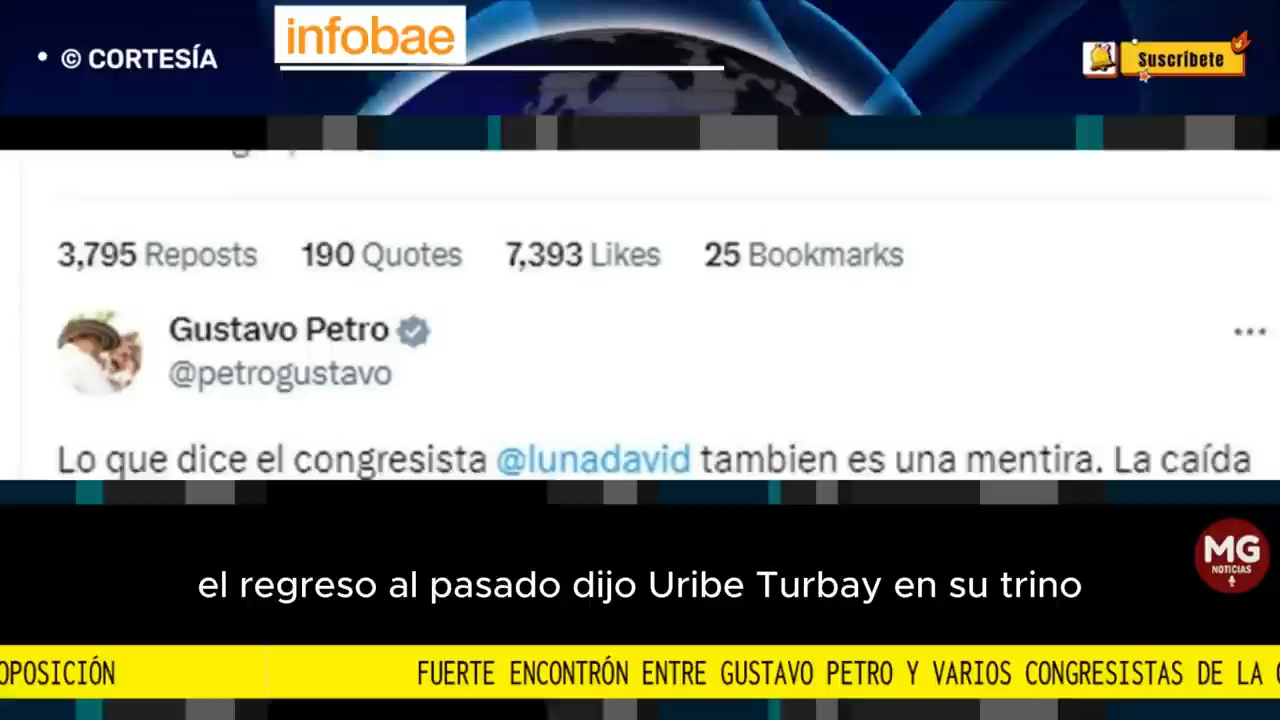 • © CORTESÍA
infobae
Suscríbete
3,795 Reposts 190 Quotes 7,393 Likes 25 Bookmarks
Gustavo Petro
@petrogustavo
Lo que dice el congresista @lunadavid tambien es una mentira. La caída
el regreso al pasado dijo Uribe Turbay en su trino
MG
NOTICIAS
OPOSICIÓN FUERTE ENCONTRÓN ENTRE GUSTAVO PETRO Y VARIOS CONGRESISTAS DE LA